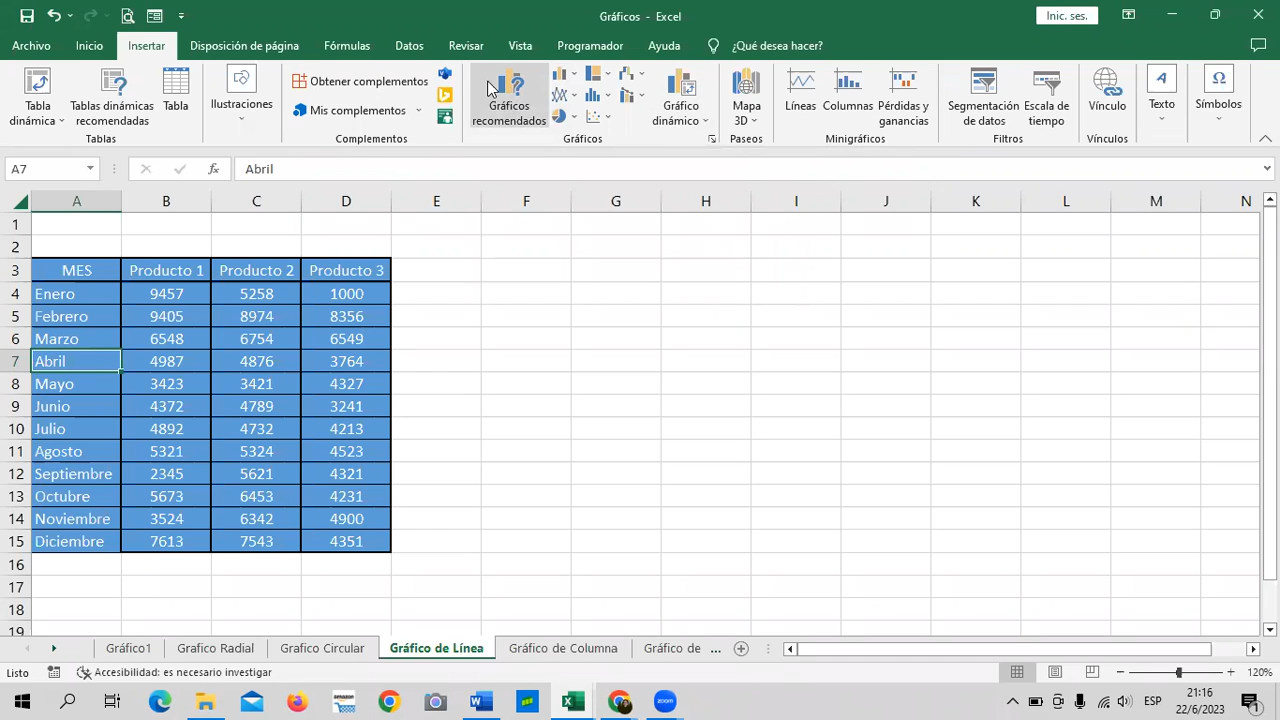 Gráficos - Excel
Inic. ses.
Archivo Inicio Insertar Disposición de página Fórmulas Datos Revisar Vista Programador Ayuda ¿Qué desea hacer?
Tabla dinámica
Tablas dinámicas recomendadas
Tabla
Tablas
Ilustraciones
Obtener complementos
Mis complementos
Complementos
Gráficos recomendados
Gráfico dinámico
Gráficos
Mapa 3D
Paseos
Líneas
Columnas
Pérdidas y ganancias
Minigráficos
Segmentación de datos
Escala de tiempo
Filtros
Vínculo
Vínculos
Texto
Símbolos
A7 fx Abril
A B C D E F G H I J K L M N
1
2
3 MES Producto 1 Producto 2 Producto 3
4 Enero 9457 5258 1000
5 Febrero 9405 8974 8356
6 Marzo 6548 6754 6549
7 Abril 4987 4876 3764
8 Mayo 3423 3421 4327
9 Junio 4372 4789 3241
10 Julio 4892 4732 4213
11 Agosto 5321 5324 4523
12 Septiembre 2345 5621 4321
13 Octubre 5673 6453 4231
14 Noviembre 3524 6342 4900
15 Diciembre 7613 7543 4351
16
17
18
19
Gráfico1 Grafico Radial Grafico Circular Gráfico de Línea Gráfico de Columna Gráfico de ...
Listo Accesibilidad: es necesario investigar 120%
amazon zoom ESP 21:16
22/6/2023